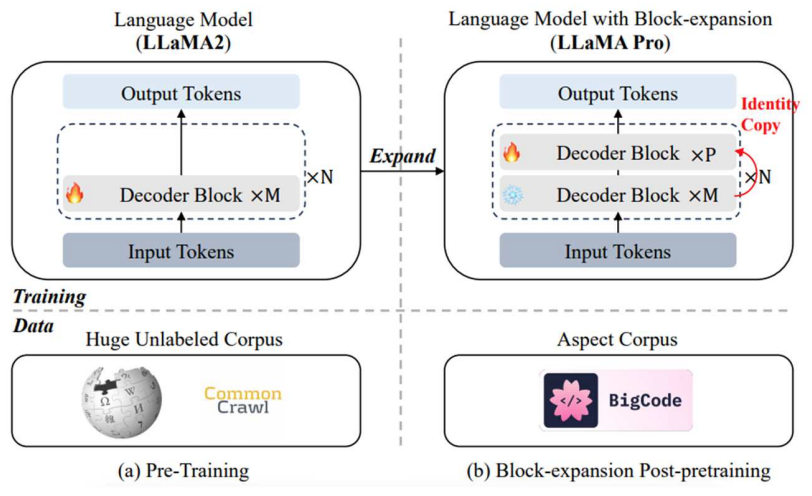 Language Model
(LLaMA2)
Output Tokens
Decoder Block ×M
×N
Input Tokens
Expand
Language Model with Block-expansion
(LLaMA Pro)
Output Tokens
Identity
Copy
Decoder Block ×P
Decoder Block ×M
×N
Input Tokens
Training
Data
Huge Unlabeled Corpus
Ω W
И
Common
Crawl
(a) Pre-Training
Aspect Corpus
</>
BigCode
(b) Block-expansion Post-pretraining